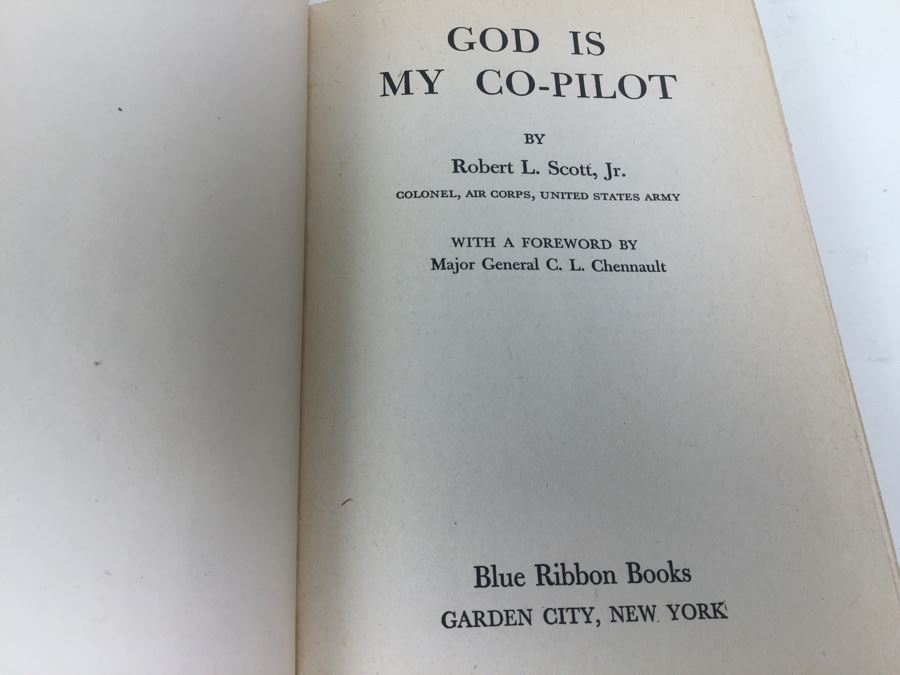 GOD IS
MY CO-PILOT
BY
Robert L. Scott, Jr.
COLONEL, AIR CORPS, UNITED STATES ARMY
WITH A FOREWORD BY
Major General C. L. Chennault
Blue Ribbon Books
GARDEN CITY, NEW YORK